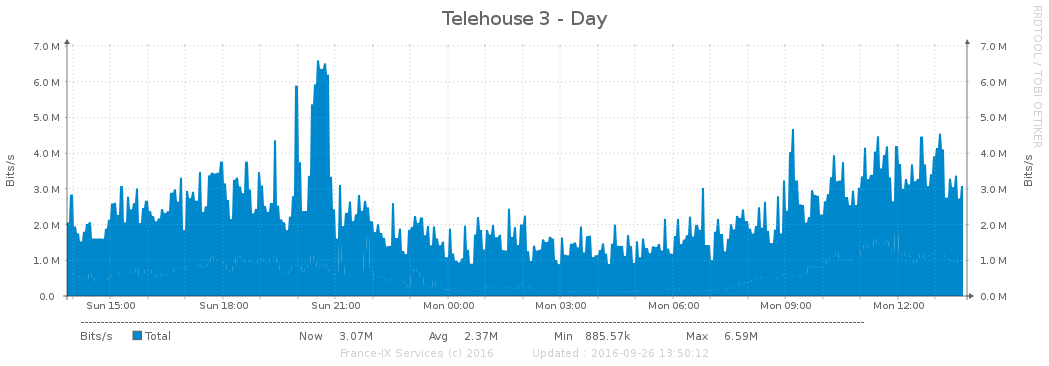 Telehouse 3 - Day
RRDTOOL / TOBI OETIKER
7.0 M 7.0 M
6.0 M 6.0 M
5.0 M 5.0 M
4.0 M 4.0 M
3.0 M 3.0 M
2.0 M 2.0 M
1.0 M 1.0 M
0.0 0.0 M
Bits/s
Bits/s
Sun 15:00 Sun 18:00 Sun 21:00 Mon 00:00 Mon 03:00 Mon 06:00 Mon 09:00 Mon 12:00
Bits/s Total Now 3.07M Avg 2.37M Min 885.57k Max 6.59M
France-IX Services (c) 2016 Updated : 2016-09-26 13:50:12